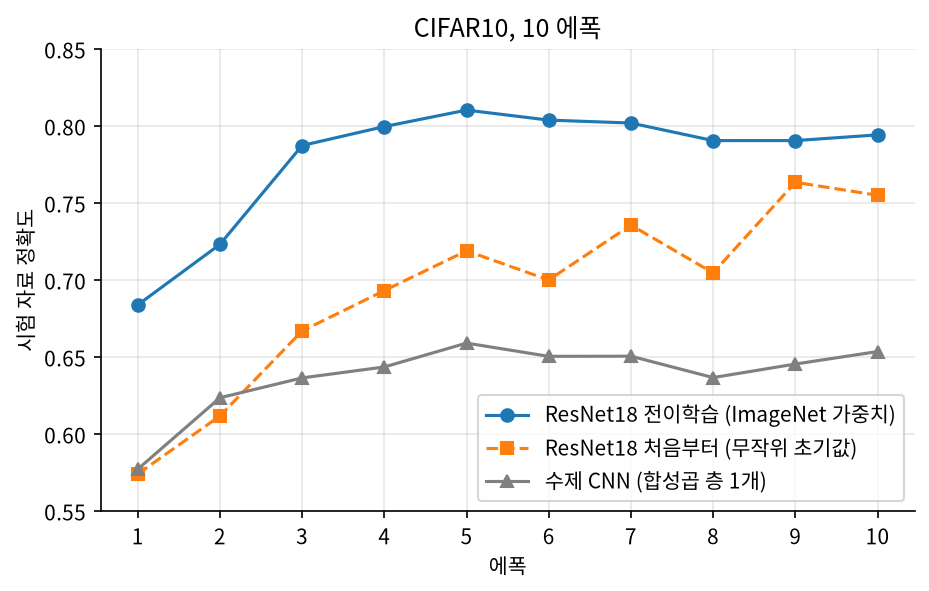 CIFAR10, 10 에폭
0.85
0.80
0.75
0.70
0.65
0.60
0.55
시험 자료 정확도
ResNet18 전이학습 (ImageNet 가중치)
ResNet18 처음부터 (무작위 초기값)
수제 CNN (합성곱 층 1개)
1 2 3 4 5 6 7 8 9 10
에폭